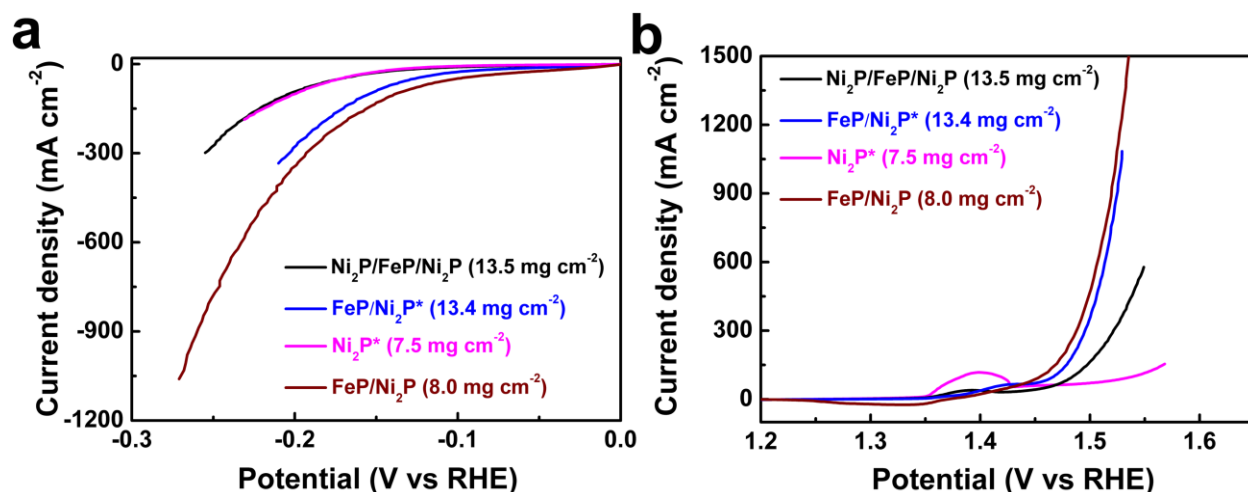 a
Current density (mA cm⁻²)
0
-300
-600
-900
-1200
-0.3
-0.2
-0.1
0.0
Potential (V vs RHE)
Ni₂P/FeP/Ni₂P (13.5 mg cm⁻²)
FeP/Ni₂P* (13.4 mg cm⁻²)
Ni₂P* (7.5 mg cm⁻²)
FeP/Ni₂P (8.0 mg cm⁻²)
b
Current density (mA cm⁻²)
1500
1200
900
600
300
0
1.2
1.3
1.4
1.5
1.6
Potential (V vs RHE)
Ni₂P/FeP/Ni₂P (13.5 mg cm⁻²)
FeP/Ni₂P* (13.4 mg cm⁻²)
Ni₂P* (7.5 mg cm⁻²)
FeP/Ni₂P (8.0 mg cm⁻²)